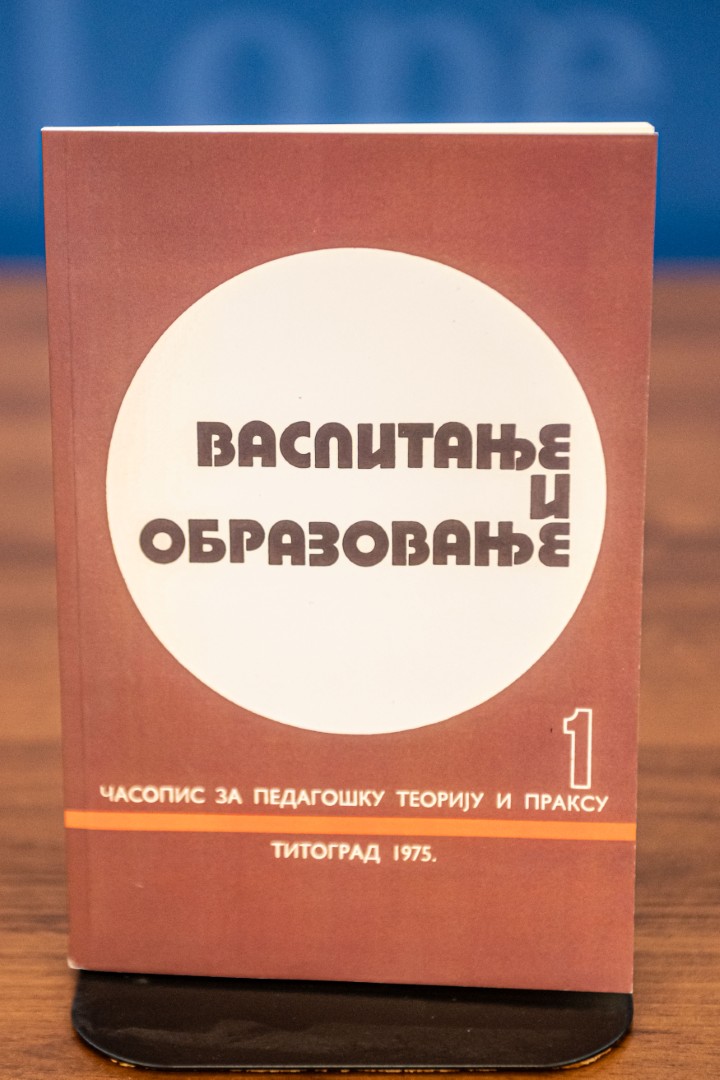 ВАСПИТАЊЕ
И
ОБРАЗОВАЊЕ
1
ЧАСОПИС ЗА ПЕДАГОШКУ ТЕОРИЈУ И ПРАКСУ
ТИТОГРАД 1975.